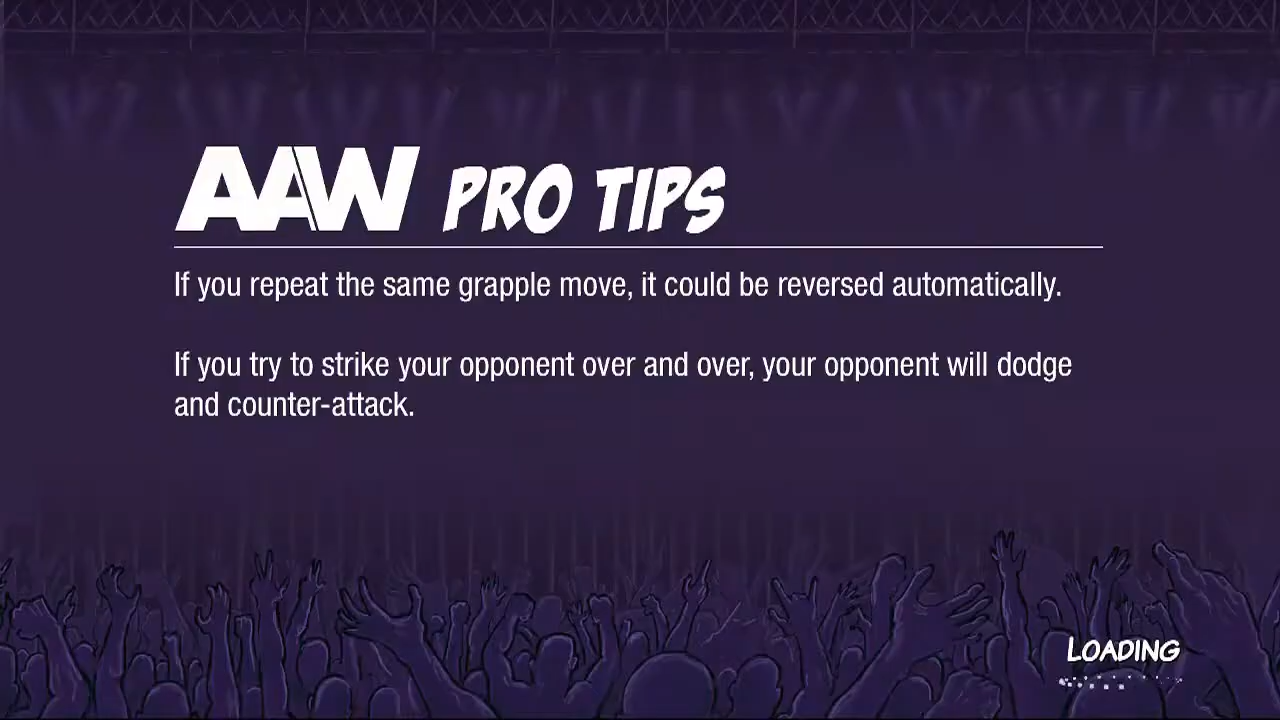 AAW PRO TIPS
If you repeat the same grapple move, it could be reversed automatically.
If you try to strike your opponent over and over, your opponent will dodge
and counter-attack.
LOADING